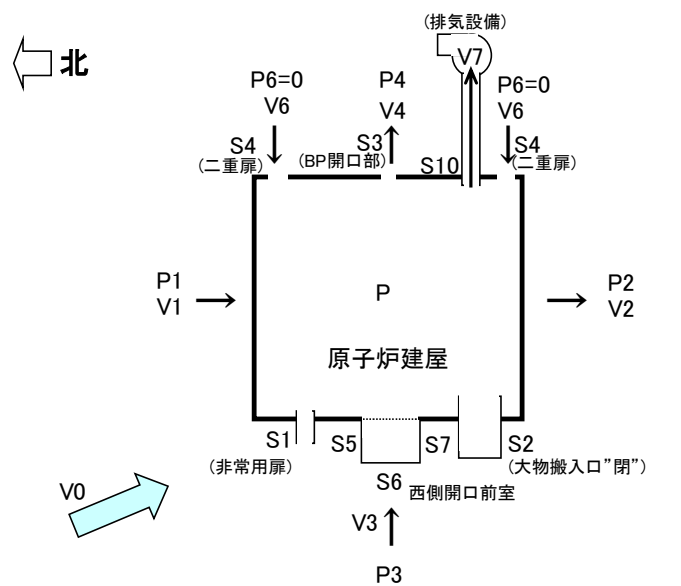 (排気設備)
北
V7
P6=0
V6
P4
V4
P6=0
V6
S4
(二重扉)
S3
(BP開口部)
S10
S4
(二重扉)
P1
V1
P
P2
V2
原子炉建屋
S1
(非常用扉)
S5
S7
S2
(大物搬入口”閉”)
S6
西側開口前室
V0
V3
P3